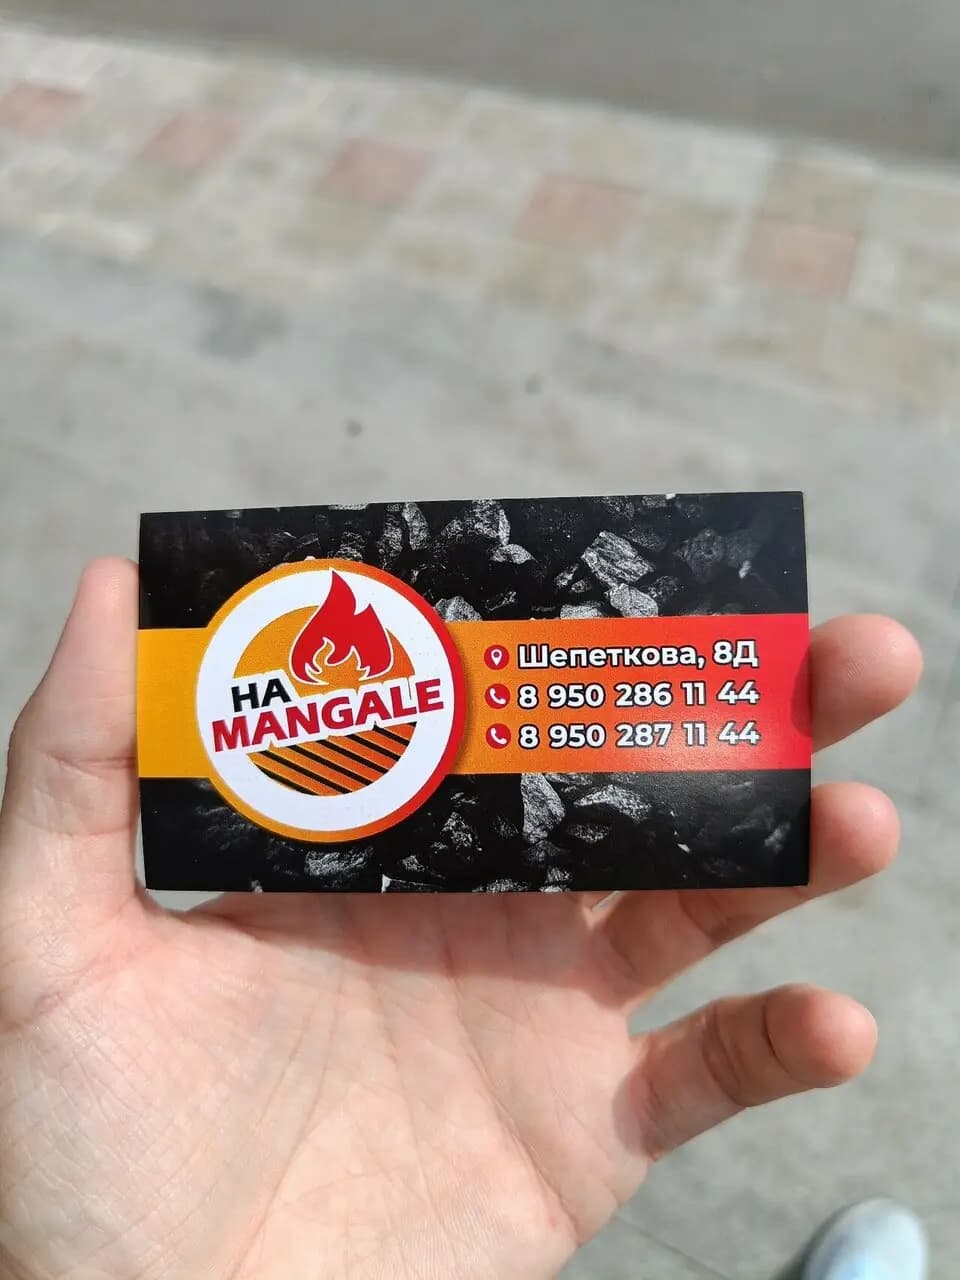 НА
MANGALE
Шепеткова, 8Д
8 950 286 11 44
8 950 287 11 44